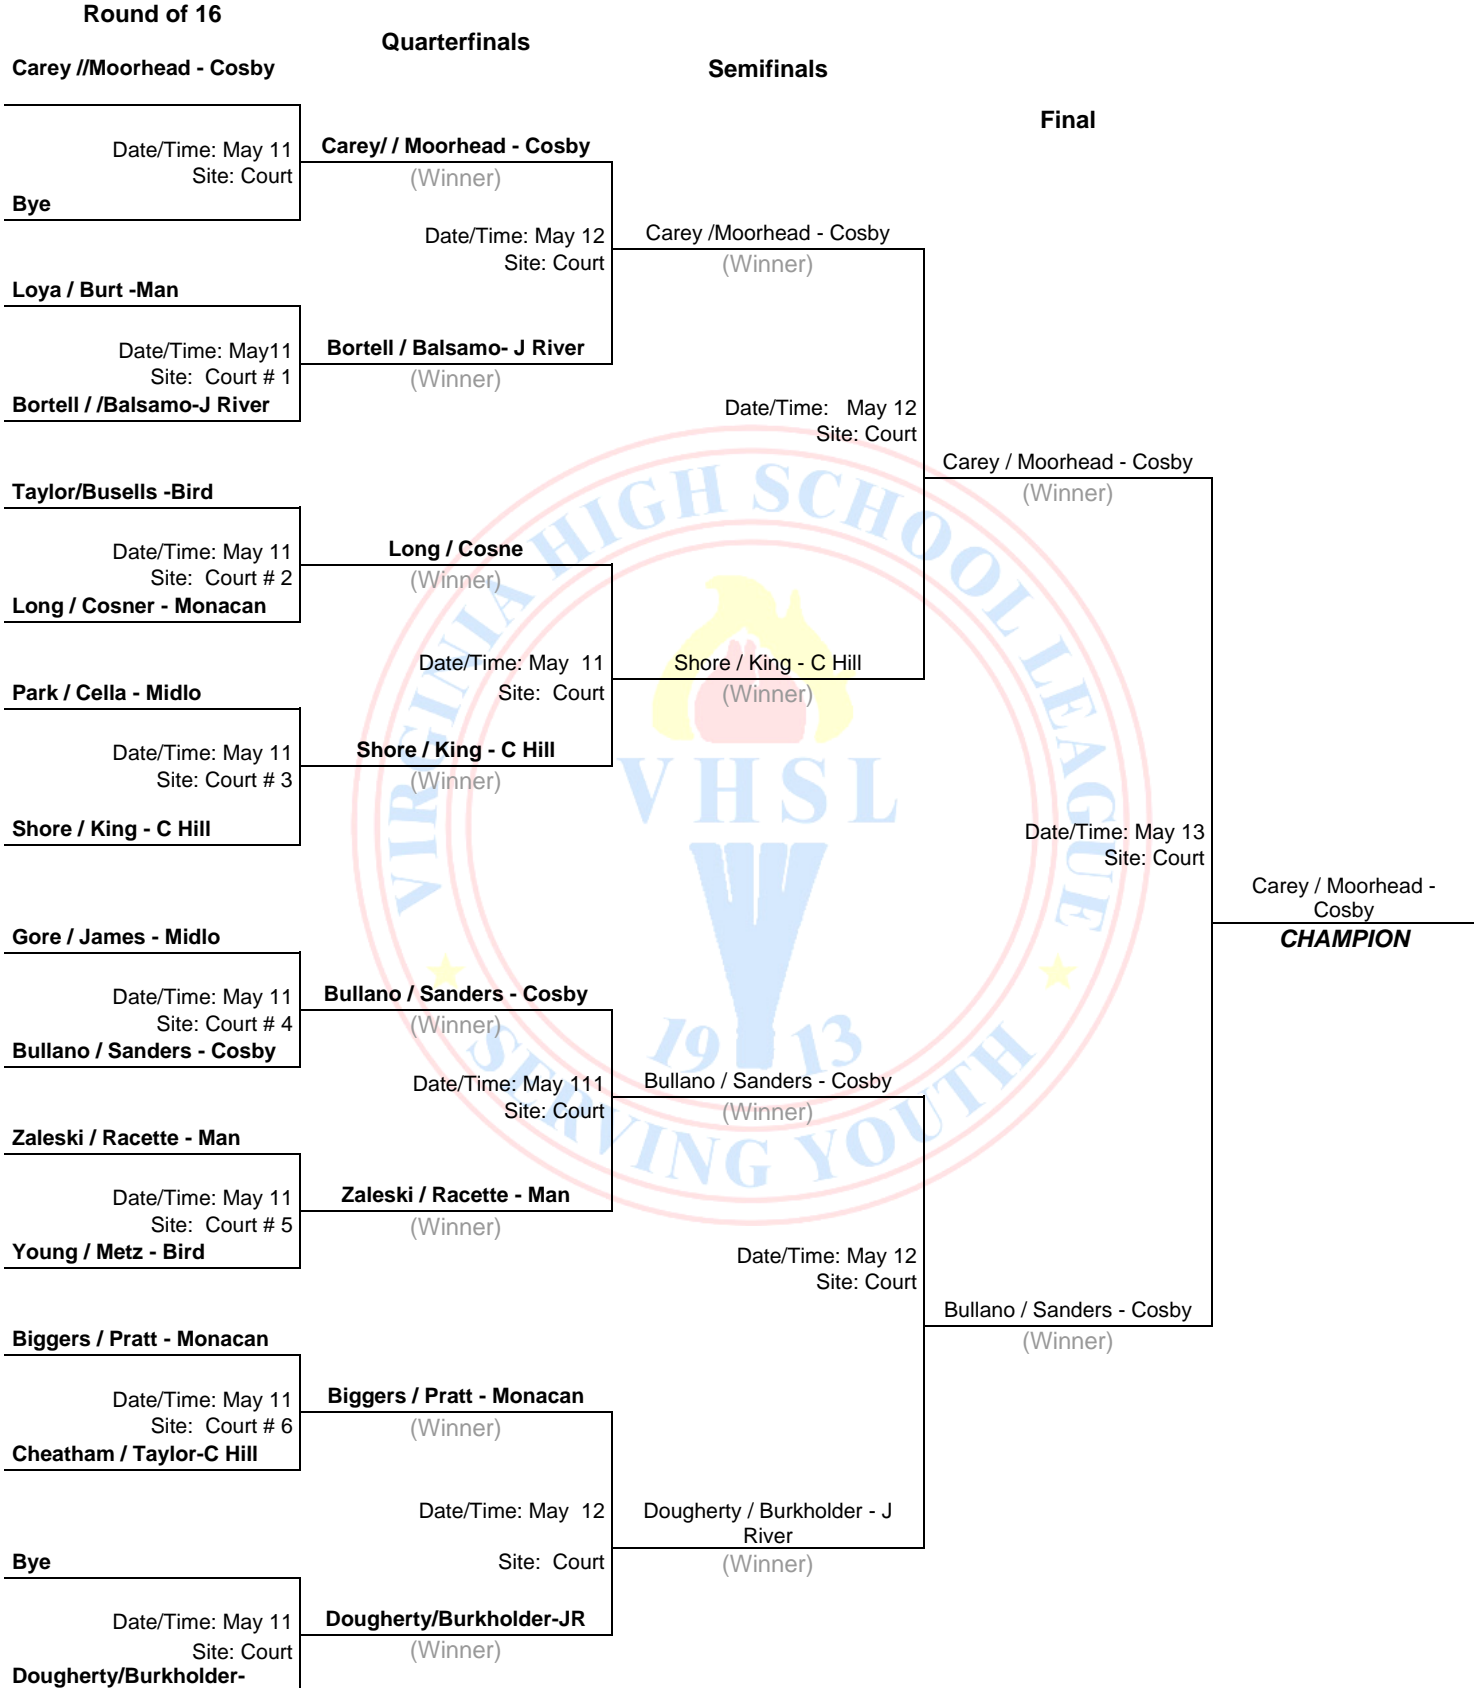 Round of 16
Quarterfinals
Semifinals
Final
Carey //Moorhead - Cosby
Date/Time: May 11
Site: Court
Bye
Carey/ / Moorhead - Cosby
(Winner)
Date/Time: May 12
Site: Court
Carey /Moorhead - Cosby
(Winner)
Loya / Burt -Man
Date/Time: May11
Site: Court # 1
Bortell / /Balsamo-J River
Bortell / Balsamo- J River
(Winner)
Date/Time: May 12
Site: Court
Carey / Moorhead - Cosby
(Winner)
Taylor/Busells -Bird
Date/Time: May 11
Site: Court # 2
Long / Cosner - Monacan
Long / Cosne
(Winner)
Date/Time: May 11
Site: Court
Shore / King - C Hill
(Winner)
Park / Cella - Midlo
Date/Time: May 11
Site: Court # 3
Shore / King - C Hill
Shore / King - C Hill
(Winner)
Date/Time: May 13
Site: Court
Carey / Moorhead -
Cosby
CHAMPION
Gore / James - Midlo
Date/Time: May 11
Site: Court # 4
Bullano / Sanders - Cosby
Bullano / Sanders - Cosby
(Winner)
Date/Time: May 111
Site: Court
Bullano / Sanders - Cosby
(Winner)
Zaleski / Racette - Man
Date/Time: May 11
Site: Court # 5
Young / Metz - Bird
Zaleski / Racette - Man
(Winner)
Date/Time: May 12
Site: Court
Bullano / Sanders - Cosby
(Winner)
Biggers / Pratt - Monacan
Date/Time: May 11
Site: Court # 6
Cheatham / Taylor-C Hill
Biggers / Pratt - Monacan
(Winner)
Date/Time: May 12
Site: Court
Dougherty / Burkholder - J
River
(Winner)
Bye
Date/Time: May 11
Site: Court
Dougherty/Burkholder-
Dougherty/Burkholder-JR
(Winner)
VIRGINIA HIGH SCHOOL LEAGUE
VHSL
19 13
SERVING YOUTH